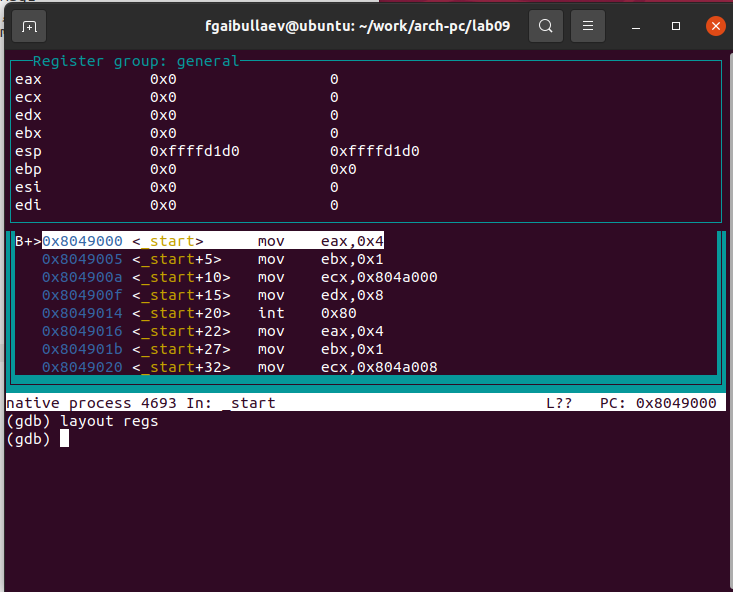 fgaibullaev@ubuntu: ~/work/arch-pc/lab09
Register group: general
eax 0x0 0
ecx 0x0 0
edx 0x0 0
ebx 0x0 0
esp 0xffffd1d0 0xffffd1d0
ebp 0x0 0x0
esi 0x0 0
edi 0x0 0
B+>0x8049000 <_start> mov eax,0x4
0x8049005 <_start+5> mov ebx,0x1
0x804900a <_start+10> mov ecx,0x804a000
0x804900f <_start+15> mov edx,0x8
0x8049014 <_start+20> int 0x80
0x8049016 <_start+22> mov eax,0x4
0x804901b <_start+27> mov ebx,0x1
0x8049020 <_start+32> mov ecx,0x804a008
native process 4693 In: _start L?? PC: 0x8049000
(gdb) layout regs
(gdb)